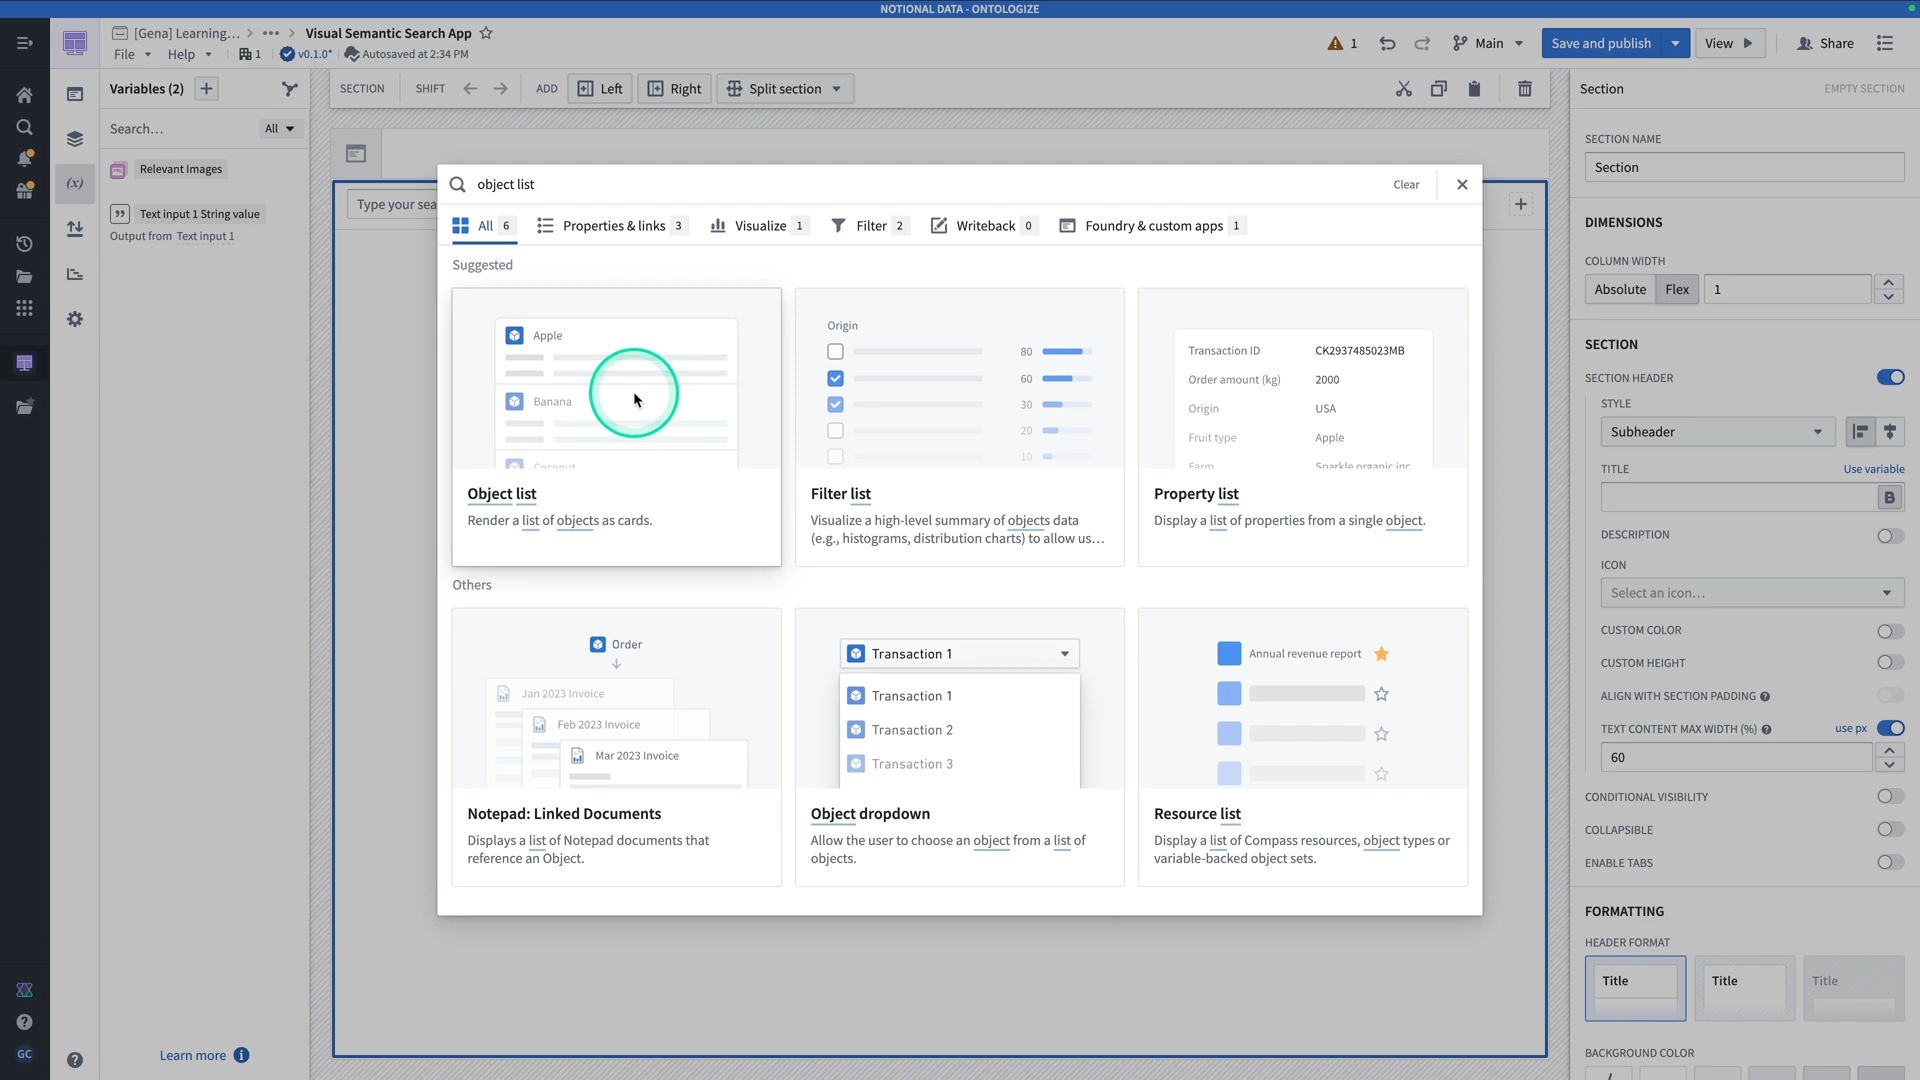 NOTIONAL DATA - ONTOLOGIZE
[Gena] Learning... > ••• > Visual Semantic Search App
File Help 1 v0.1.0* Autosaved at 2:34 PM
1 Main Save and publish View Share
Variables (2)
SECTION SHIFT ADD Left Right Split section
Section EMPTY SECTION
Search... All
Relevant Images
Text input 1 String value
Output from Text input 1
Learn more
GC
Type your sea
object list Clear
All 6 Properties & links 3 Visualize 1 Filter 2 Writeback 0 Foundry & custom apps 1
Suggested
Apple
Banana
Coconut
Object list
Render a list of objects as cards.
Origin
80
60
30
20
10
Filter list
Visualize a high-level summary of objects data
(e.g., histograms, distribution charts) to allow us...
Transaction ID CK2937485023MB
Order amount (kg) 2000
Origin USA
Fruit type Apple
Farm Sparkle organic inc
Property list
Display a list of properties from a single object.
Others
Order
Jan 2023 Invoice
Feb 2023 Invoice
Mar 2023 Invoice
Notepad: Linked Documents
Displays a list of Notepad documents that
reference an Object.
Transaction 1
Transaction 1
Transaction 2
Transaction 3
Object dropdown
Allow the user to choose an object from a list of
objects.
Annual revenue report
Resource list
Display a list of Compass resources, object types or
variable-backed object sets.
SECTION NAME
Section
DIMENSIONS
COLUMN WIDTH
Absolute Flex 1
SECTION
SECTION HEADER
STYLE
Subheader
TITLE Use variable
B
DESCRIPTION
ICON
Select an icon...
CUSTOM COLOR
CUSTOM HEIGHT
ALIGN WITH SECTION PADDING
TEXT CONTENT MAX WIDTH (%) use px
60
CONDITIONAL VISIBILITY
COLLAPSIBLE
ENABLE TABS
FORMATTING
HEADER FORMAT
Title Title Title
BACKGROUND COLOR